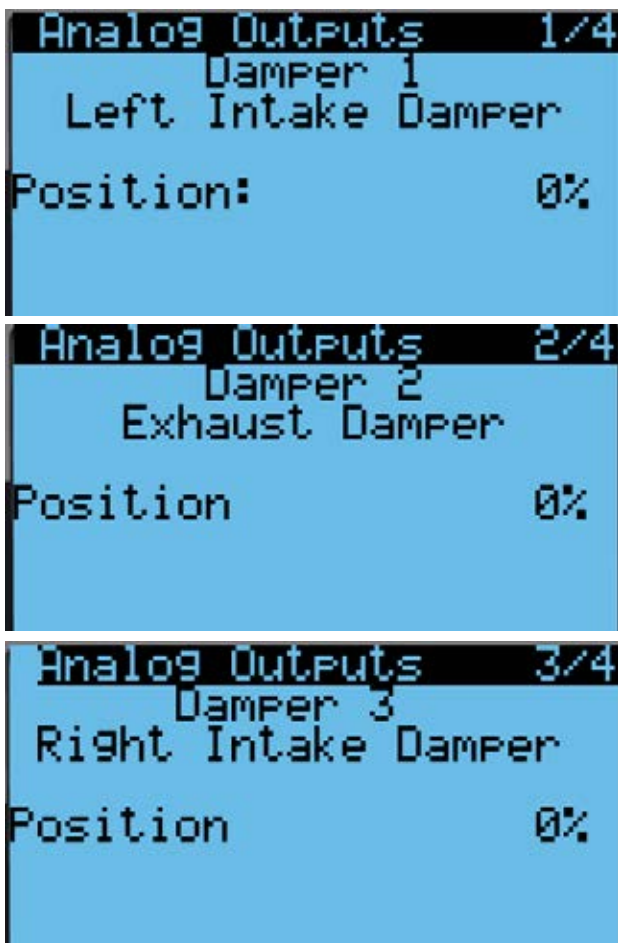 Analog Outputs 1/4
Damper 1
Left Intake Damper
Position: 0%
Analog Outputs 2/4
Damper 2
Exhaust Damper
Position 0%
Analog Outputs 3/4
Damper 3
Right Intake Damper
Position 0%